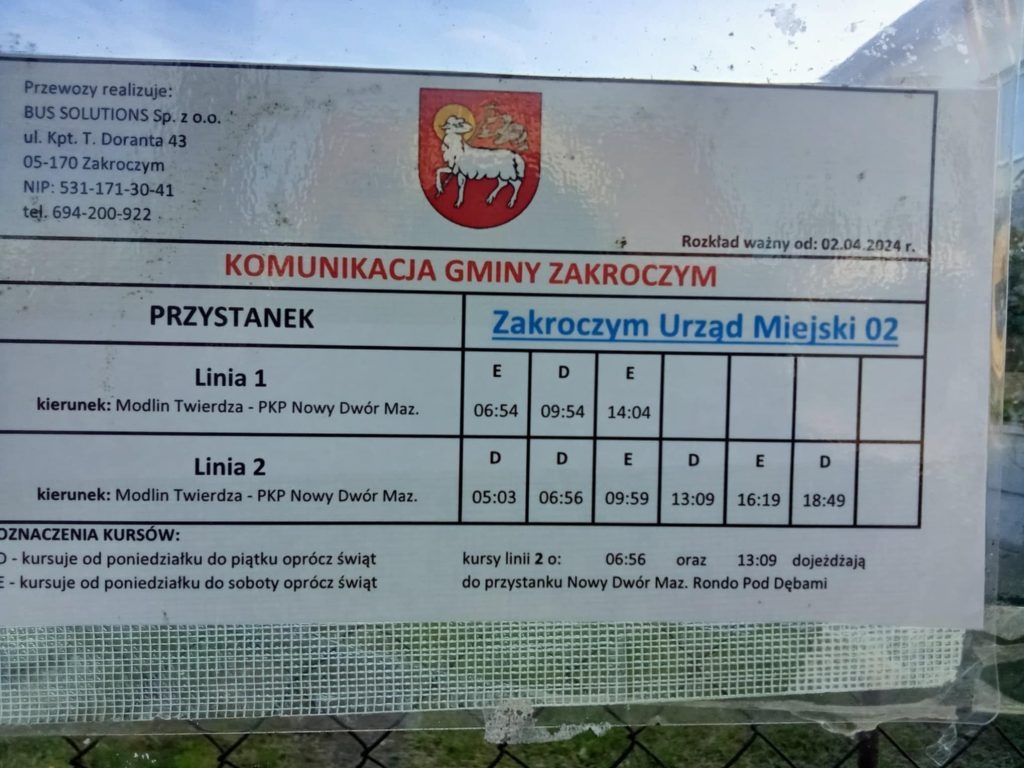 Przewozy realizuje:
BUS SOLUTIONS Sp. z o.o.
ul. Kpt. T. Doranta 43
05-170 Zakroczym
NIP: 531-171-30-41
tel. 694-200-922
Rozkład ważny od: 02.04.2024 r.
KOMUNIKACJA GMINY ZAKROCZYM
PRZYSTANEK Zakroczym Urząd Miejski 02
Linia 1 E D E
kierunek: Modlin Twierdza - PKP Nowy Dwór Maz. 06:54 09:54 14:04
Linia 2 D D E D E D
kierunek: Modlin Twierdza - PKP Nowy Dwór Maz. 05:03 06:56 09:59 13:09 16:19 18:49
OZNACZENIA KURSÓW:
D - kursuje od poniedziałku do piątku oprócz świąt kursy linii 2 o: 06:56 oraz 13:09 dojeżdżają
E - kursuje od poniedziałku do soboty oprócz świąt do przystanku Nowy Dwór Maz. Rondo Pod Dębami